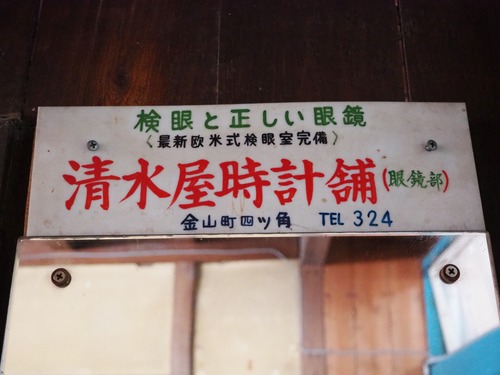 検眼と正しい眼鏡
〈最新欧米式検眼室完備〉
清水屋時計舗(眼鏡部)
金山町四ッ角 TEL 324